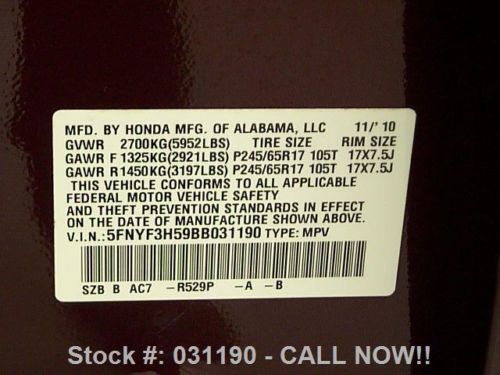 MFD. BY HONDA MFG. OF ALABAMA, LLC 11/'10
GVWR 2700KG(5952LBS) TIRE SIZE RIM SIZE
GAWR F 1325KG(2921LBS) P245/65R17 105T 17X7.5J
GAWR R1450KG(3197LBS) P245/65R17 105T 17X7.5J
THIS VEHICLE CONFORMS TO ALL APPLICABLE
FEDERAL MOTOR VEHICLE SAFETY
AND THEFT PREVENTION STANDARDS IN EFFECT
ON THE DATE OF MANUFACTURE SHOWN ABOVE.
V.I.N.:5FNYF3H59BB031190 TYPE: MPV
SZB B AC7 -R529P -A -B
Stock #: 031190 - CALL NOW!!